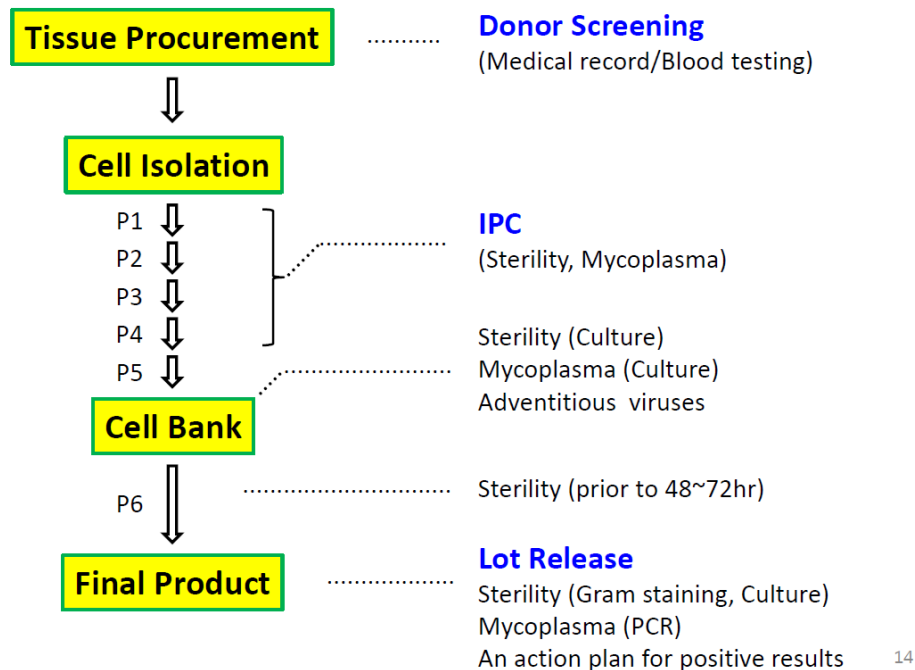 Tissue Procurement
Donor Screening
(Medical record/Blood testing)
Cell Isolation
P1
P2
P3
P4
P5
IPC
(Sterility, Mycoplasma)
Sterility (Culture)
Mycoplasma (Culture)
Adventitious viruses
Cell Bank
P6
Sterility (prior to 48~72hr)
Final Product
Lot Release
Sterility (Gram staining, Culture)
Mycoplasma (PCR)
An action plan for positive results
14